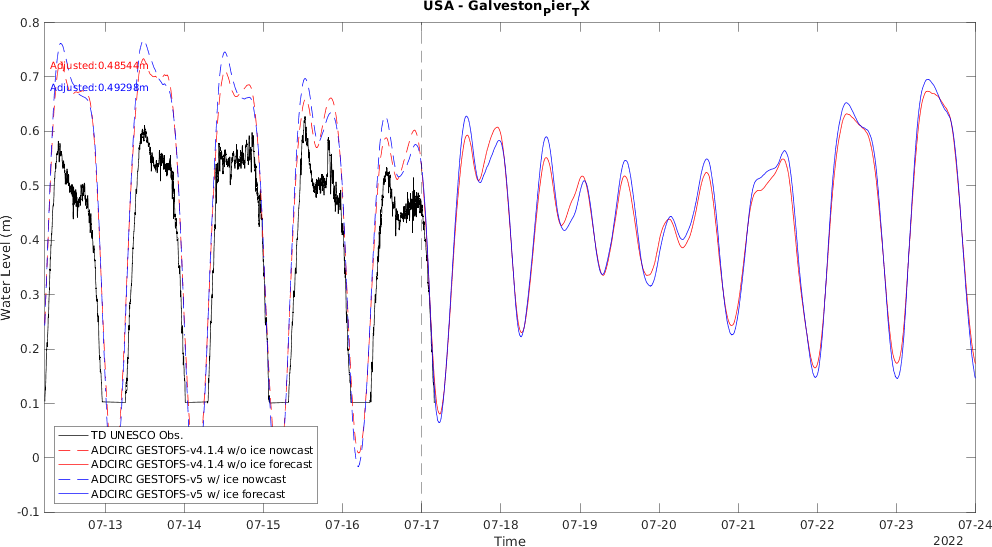 USA - Galveston_Pier_TX
0.8
0.7
0.6
0.5
0.4
0.3
0.2
0.1
0
-0.1
Water Level (m)
Adjusted:0.48544m
Adjusted:0.49298m
TD UNESCO Obs.
ADCIRC GESTOFS-v4.1.4 w/o ice nowcast
ADCIRC GESTOFS-v4.1.4 w/o ice forecast
ADCIRC GESTOFS-v5 w/ ice nowcast
ADCIRC GESTOFS-v5 w/ ice forecast
07-13 07-14 07-15 07-16 07-17 07-18 07-19 07-20 07-21 07-22 07-23 07-24
Time
2022